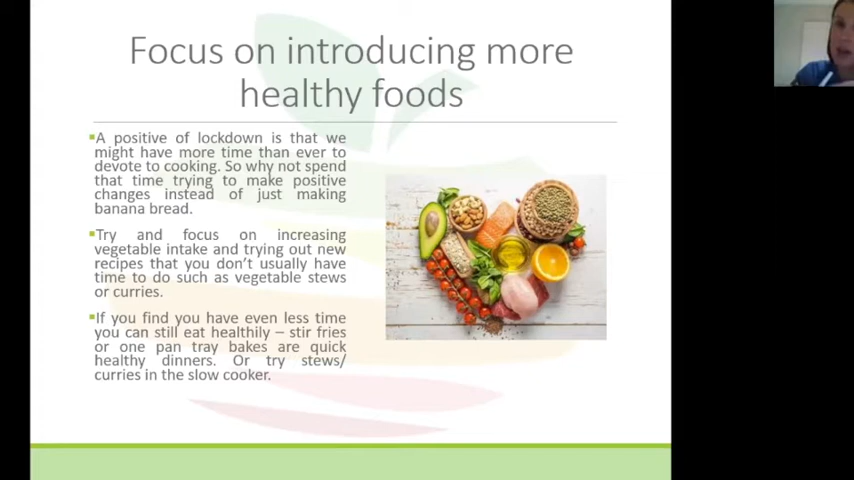 Focus on introducing more
healthy foods
▪A positive of lockdown is that we
might have more time than ever to
devote to cooking. So why not spend
that time trying to make positive
changes instead of just making
banana bread.
▪Try and focus on increasing
vegetable intake and trying out new
recipes that you don’t usually have
time to do such as vegetable stews
or curries.
▪If you find you have even less time
you can still eat healthily – stir fries
or one pan tray bakes are quick
healthy dinners. Or try stews/
curries in the slow cooker.